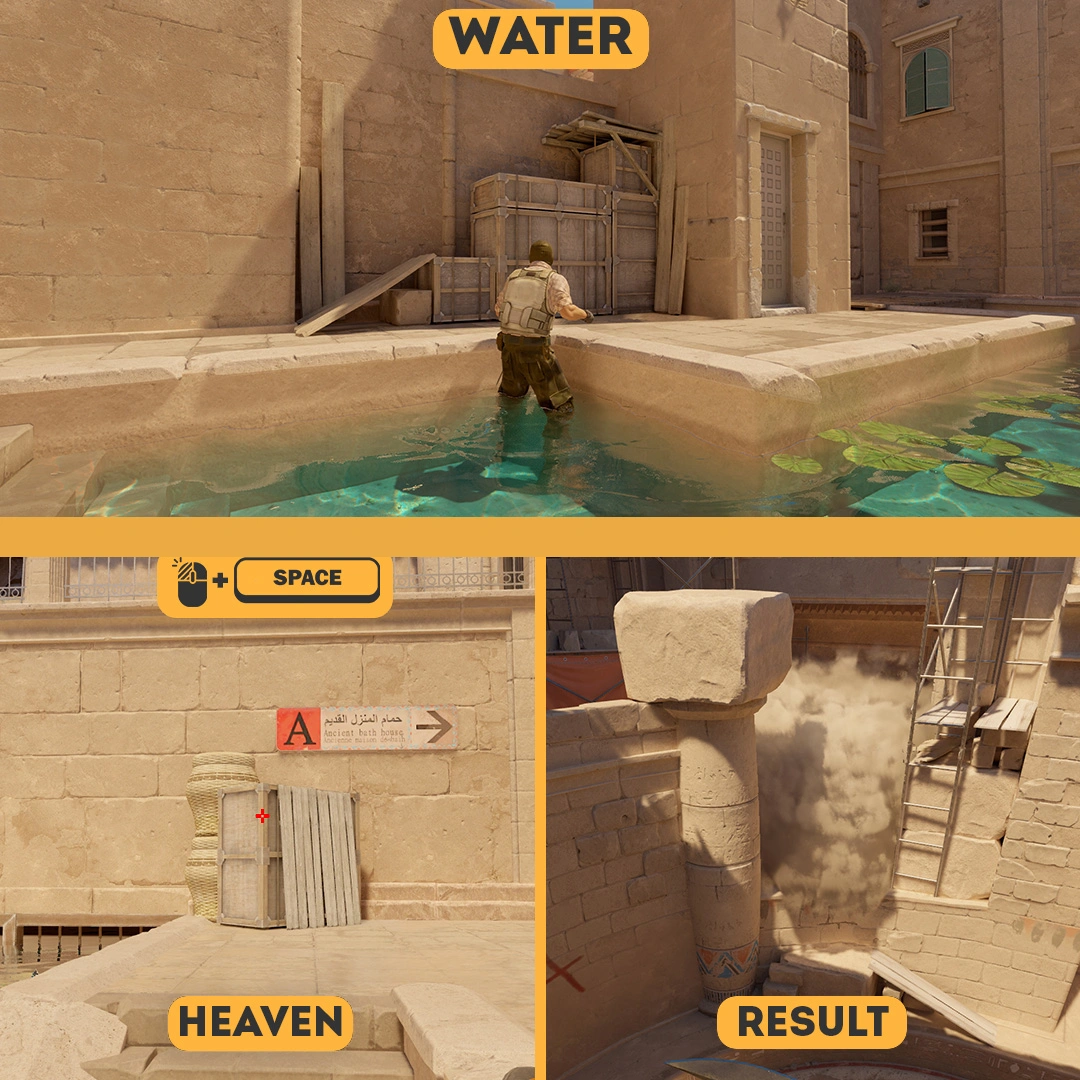 WATER
SPACE
A
حمام المنزل القديم
Ancient bath house
HEAVEN
RESULT